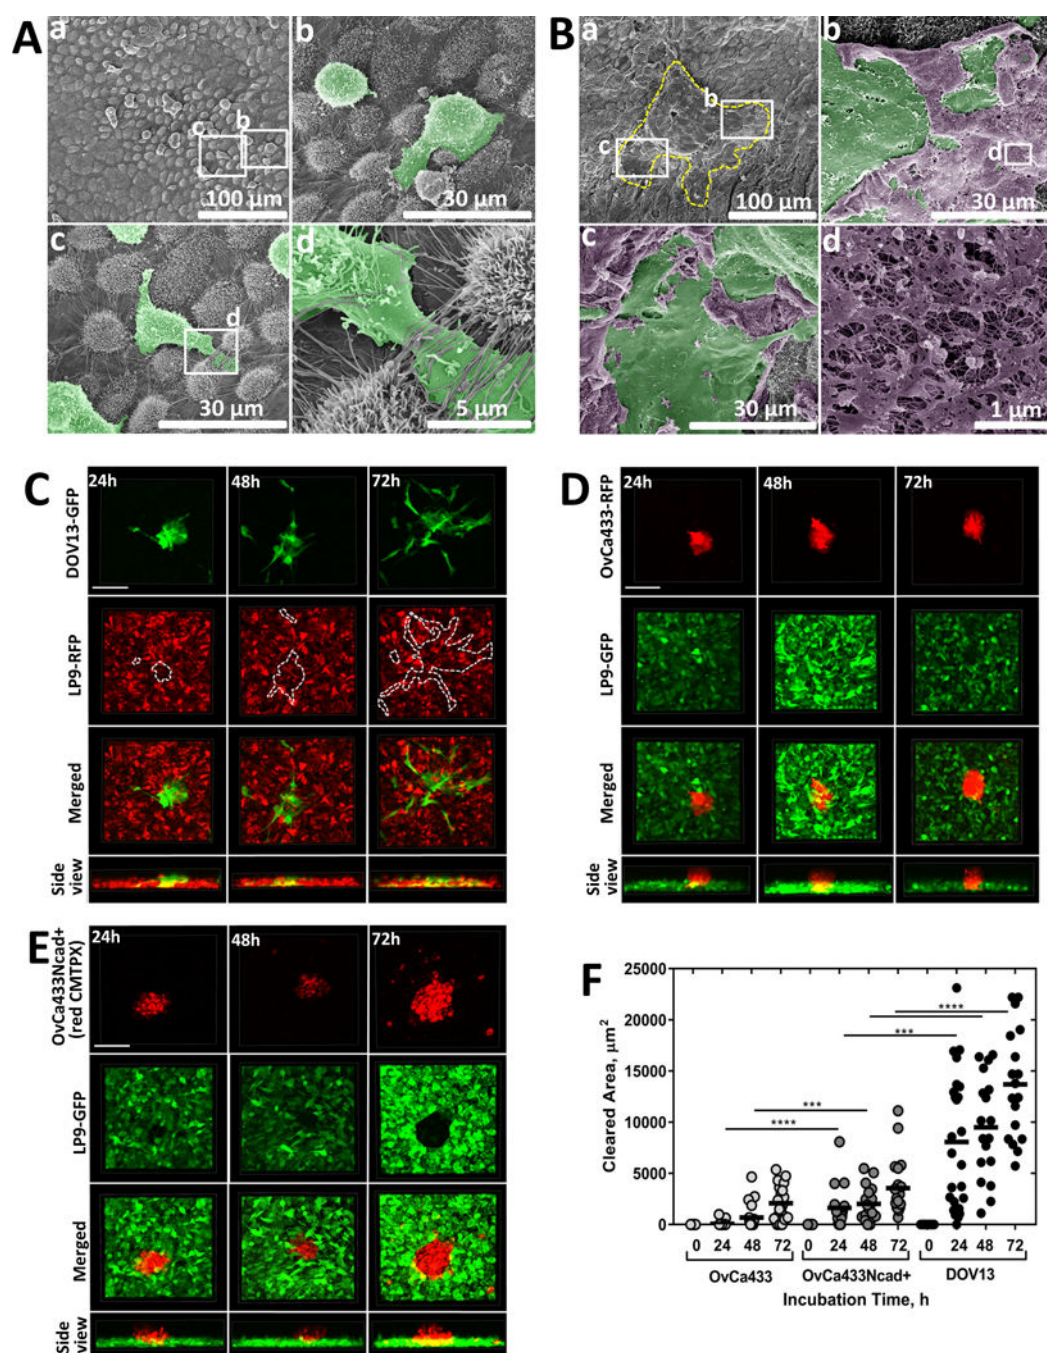 A
a
c
b
100 µm
b
30 µm
c
d
30 µm
d
5 µm
B
a
b
c
100 µm
b
d
30 µm
c
30 µm
d
1 µm
C
24h
48h
72h
DOV13-GFP
LP9-RFP
Merged
Side
view
D
24h
48h
72h
OvCa433-RFP
LP9-GFP
Merged
Side
view
E
24h
48h
72h
OvCa433Ncad+
(red CMTPX)
LP9-GFP
Merged
Side
view
F
Cleared Area, µm²
25000
20000
15000
10000
5000
0
****
***
***
****
0 24 48 72 0 24 48 72 0 24 48 72
OvCa433 OvCa433Ncad+ DOV13
Incubation Time, h